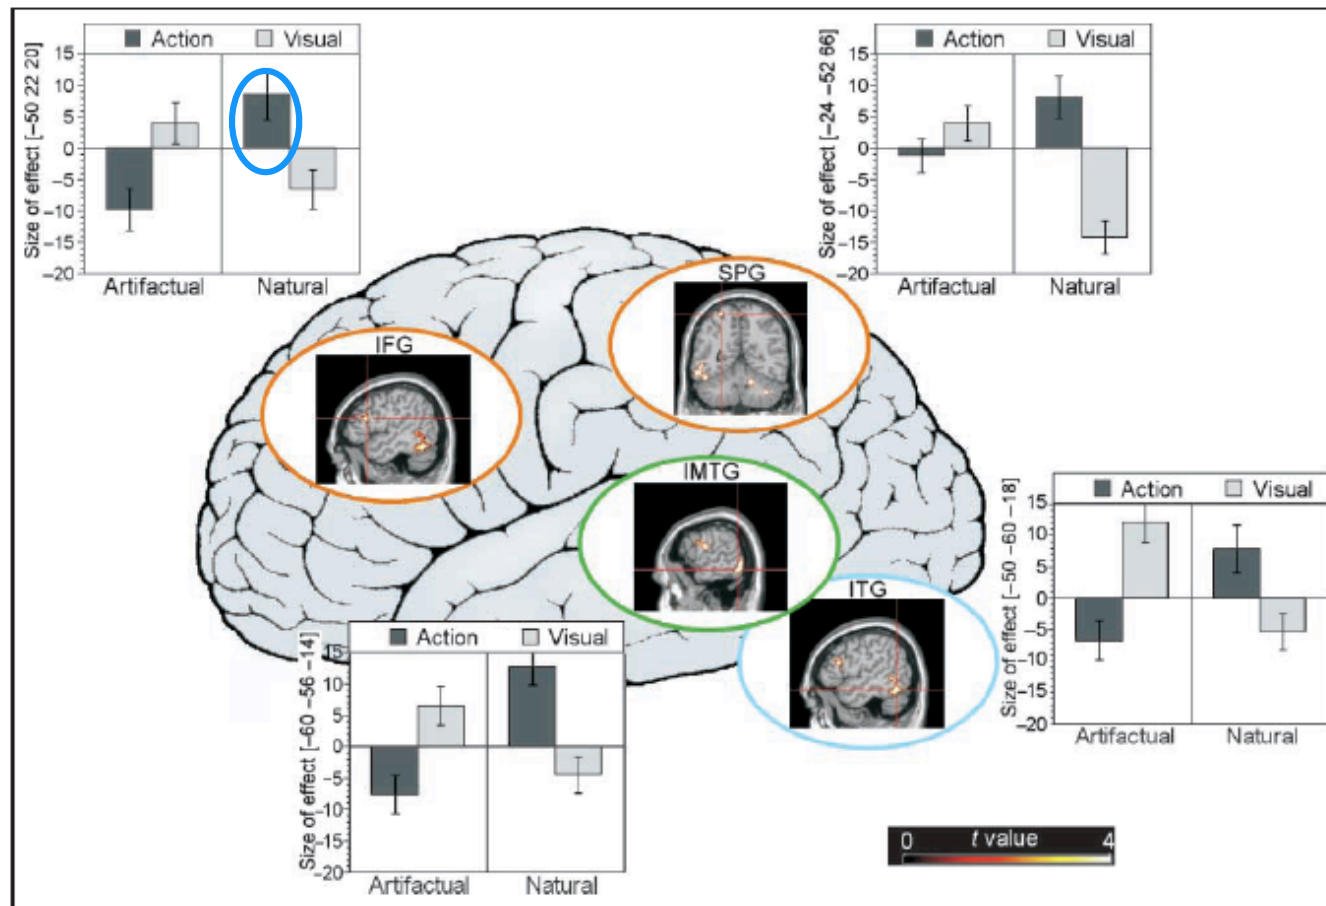 Action Visual
Size of effect [−50 22 20]
15
10
5
0
−5
−10
−15
−20
Artifactual Natural
Action Visual
Size of effect [−24 −52 66]
15
10
5
0
−5
−10
−15
−20
Artifactual Natural
SPG
IFG
IMTG
ITG
Action Visual
Size of effect [−50 −60 −18]
15
10
5
0
−5
−10
−15
−20
Artifactual Natural
Action Visual
Size of effect [−60 −56 −14]
15
10
5
0
−5
−10
−15
−20
Artifactual Natural
0 t value 4